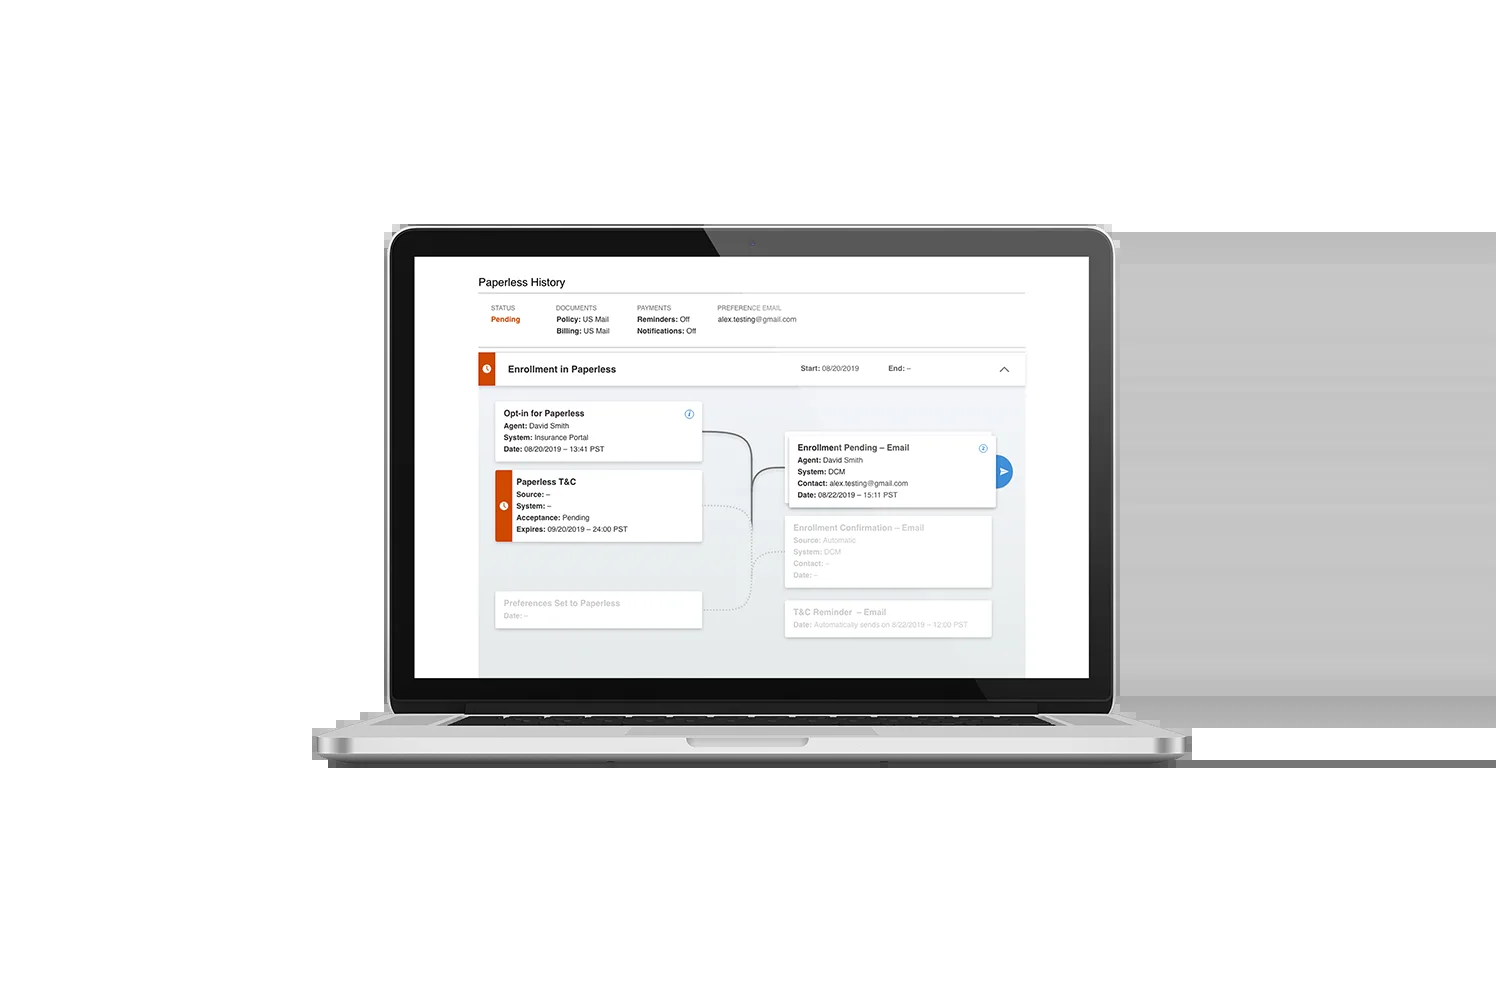 Paperless History
STATUS
Pending
DOCUMENTS
Policy: US Mail
Billing: US Mail
PAYMENTS
Reminders: Off
Notifications: Off
PREFERENCE EMAIL
alex.testing@gmail.com
Enrollment in Paperless
Start: 08/20/2019
End: –
Opt-in for Paperless
Agent: David Smith
System: Insurance Portal
Date: 08/20/2019 – 13:41 PST
Paperless T&C
Source: –
System: –
Acceptance: Pending
Expires: 09/20/2019 – 24:00 PST
Preferences Set to Paperless
Date: –
Enrollment Pending – Email
Agent: David Smith
System: DCM
Contact: alex.testing@gmail.com
Date: 08/22/2019 – 15:11 PST
Enrollment Confirmation – Email
Source: Automatic
System: DCM
Contact: –
Date: –
T&C Reminder – Email
Date: Automatically sends on 8/22/2019 – 12:00 PST